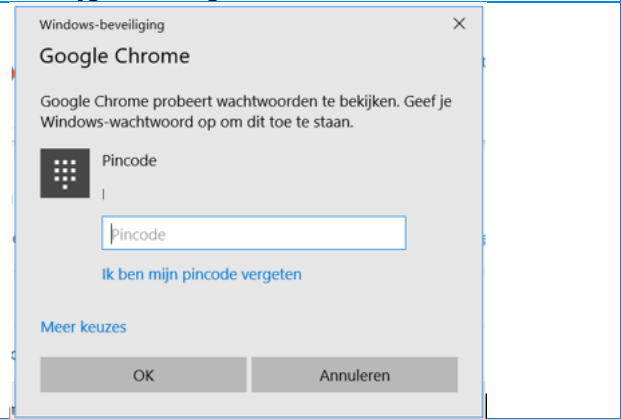 Windows-beveiliging
Google Chrome
Google Chrome probeert wachtwoorden te bekijken. Geef je
Windows-wachtwoord op om dit toe te staan.
Pincode
Pincode
Ik ben mijn pincode vergeten
Meer keuzes
OK
Annuleren